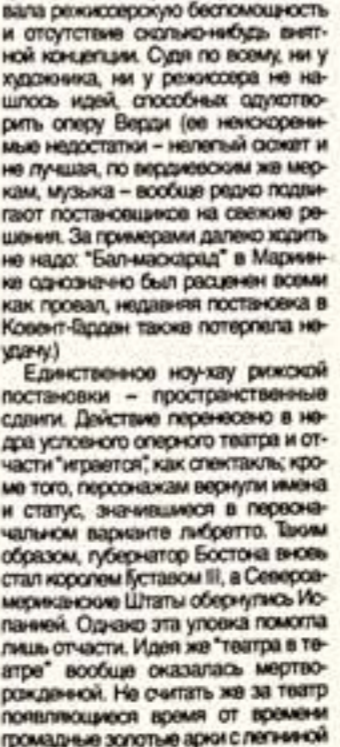 вала режиссерскую беспомощность
и отсутствие сколько-нибудь внят-
ной концепции. Судя по всему, ни у
художника, ни у режиссера не на-
шлось идей, способных одухотво-
рить оперу Верди (ее неискорени-
мые недостатки – нелепый сюжет и
не лучшая, по вердиевским же мер-
кам, музыка – вообще редко подви-
гают постановщиков на свежие ре-
шения. За примерами далеко ходить
не надо: "Бал-маскарад" в Мариин-
ке однозначно был расценен всеми
как провал, недавняя постановка в
Ковент-Гарден также потерпела не-
удачу.)
Единственное ноу-хау рижской
постановки – пространственные
сдвиги. Действие перенесено в не-
дра условного оперного театра и от-
части "играется", как спектакль; кро-
ме того, персонажам вернули имена
и статус, значившиеся в первона-
чальном варианте либретто. Таким
образом, губернатор Бостона вновь
стал королем Густавом III, а Североа-
мериканские Штаты обернулись Ис-
панией. Однако эта уловка помогла
лишь отчасти. Идея же "театра в те-
атре" вообще оказалась мертво-
рожденной. Не считать же за театр
появляющиеся время от времени
громадные золотые арки с лепниной